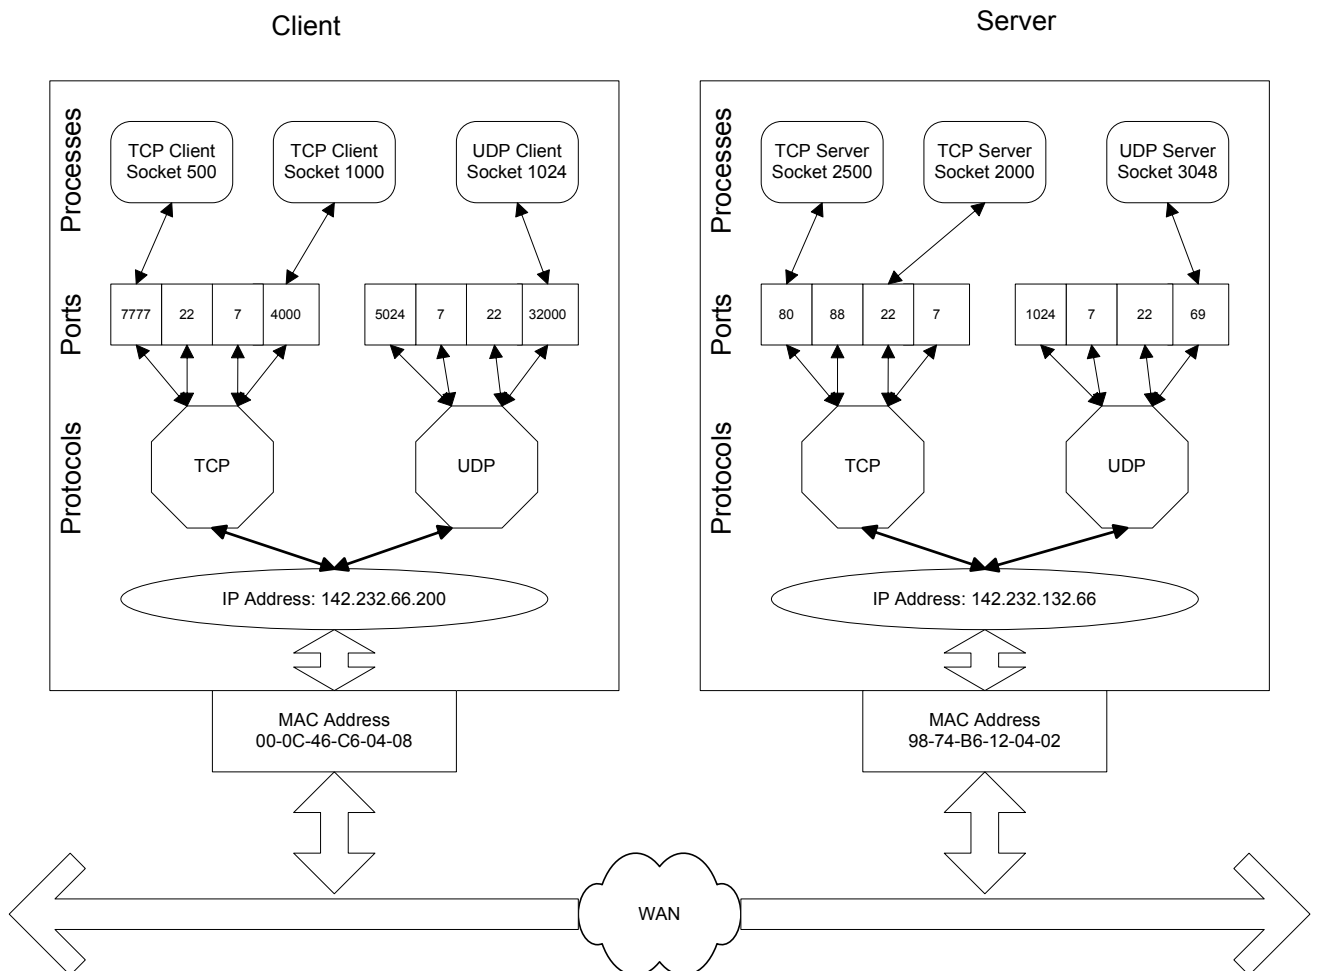 Client
Server
Processes
TCP Client
Socket 500
TCP Client
Socket 1000
UDP Client
Socket 1024
Ports
7777 22 7 4000
5024 7 22 32000
Protocols
TCP
UDP
IP Address: 142.232.66.200
MAC Address
00-0C-46-C6-04-08
Processes
TCP Server
Socket 2500
TCP Server
Socket 2000
UDP Server
Socket 3048
Ports
80 88 22 7
1024 7 22 69
Protocols
TCP
UDP
IP Address: 142.232.132.66
MAC Address
98-74-B6-12-04-02
WAN